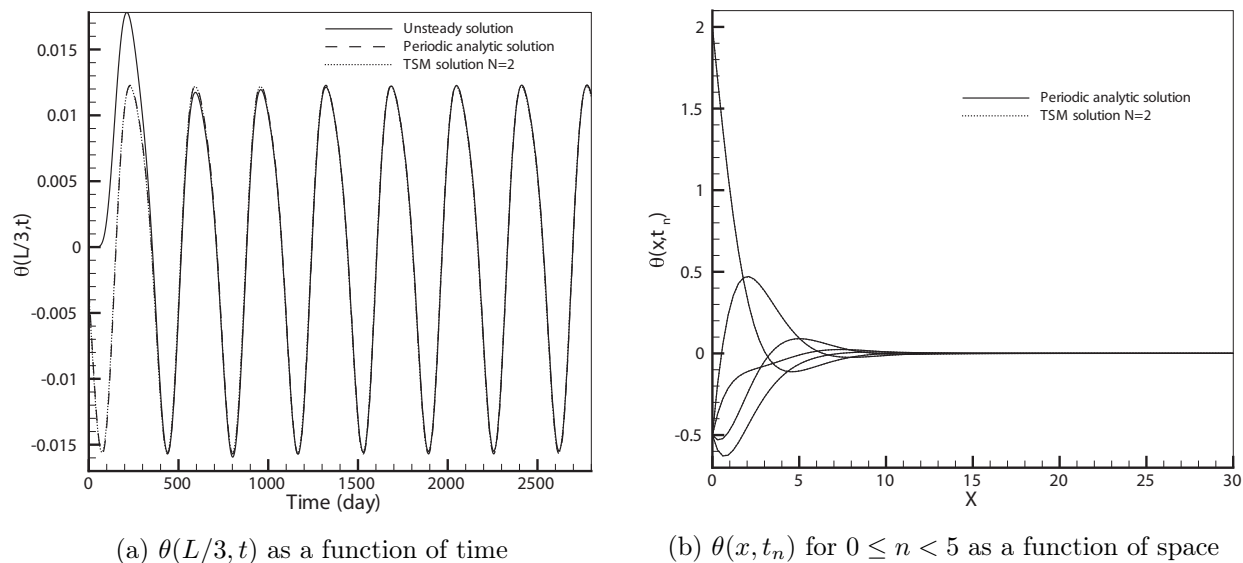 Unsteady solution
Periodic analytic solution
TSM solution N=2
0.015
0.01
0.005
0
-0.005
-0.01
-0.015
θ(L/3,t)
0 500 1000 1500 2000 2500
Time (day)
(a) θ(L/3, t) as a function of time
Periodic analytic solution
TSM solution N=2
2
1.5
1
0.5
0
-0.5
θ(x,t_n)
0 5 10 15 20 25 30
X
(b) θ(x, t_n) for 0 ≤ n < 5 as a function of space